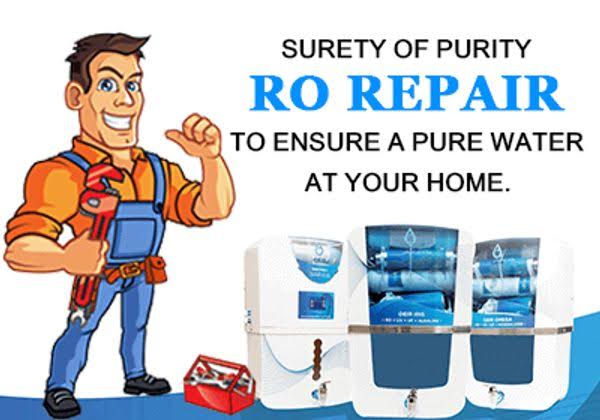 SURETY OF PURITY
RO REPAIR
TO ENSURE A PURE WATER
AT YOUR HOME.